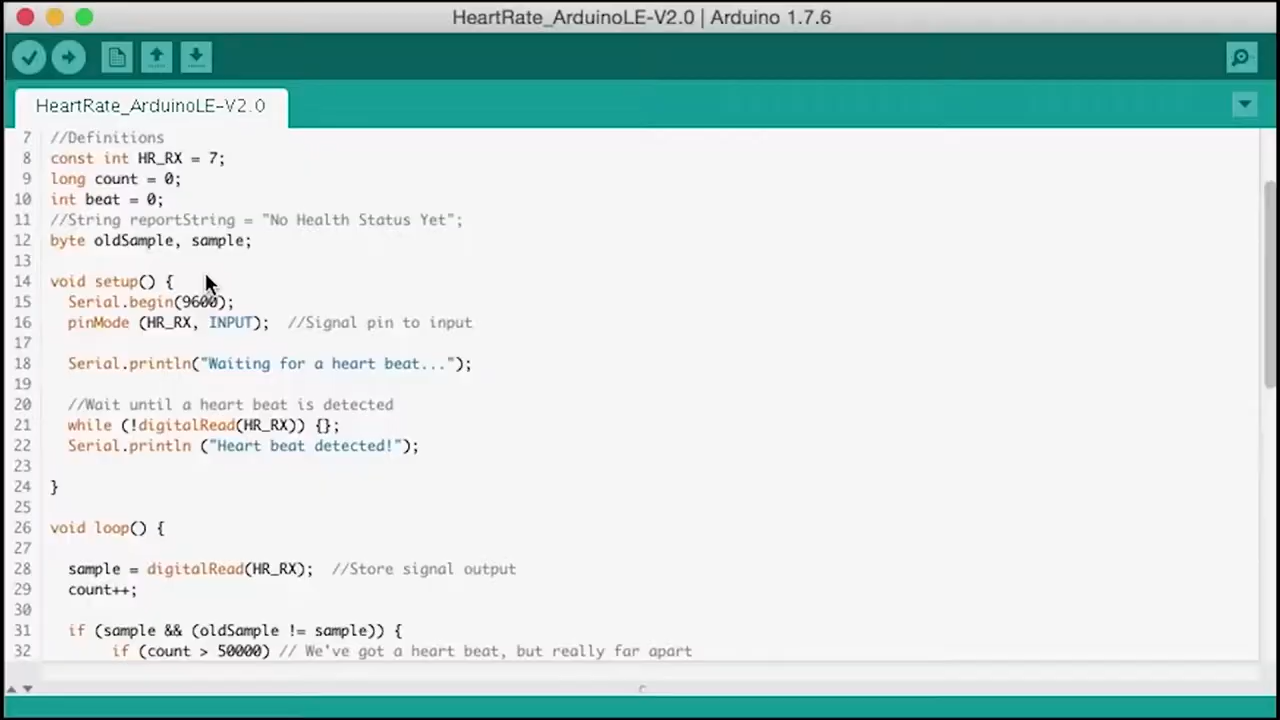 HeartRate_ArduinoLE-V2.0 | Arduino 1.7.6
HeartRate_ArduinoLE-V2.0
7 //Definitions
8 const int HR_RX = 7;
9 long count = 0;
10 int beat = 0;
11 //String reportString = "No Health Status Yet";
12 byte oldSample, sample;
13
14 void setup() {
15 Serial.begin(9600);
16 pinMode (HR_RX, INPUT); //Signal pin to input
17
18 Serial.println("Waiting for a heart beat...");
19
20 //Wait until a heart beat is detected
21 while (!digitalRead(HR_RX)) {};
22 Serial.println ("Heart beat detected!");
23
24 }
25
26 void loop() {
27
28 sample = digitalRead(HR_RX); //Store signal output
29 count++;
30
31 if (sample && (oldSample != sample)) {
32 if (count > 50000) // We've got a heart beat, but really far apart